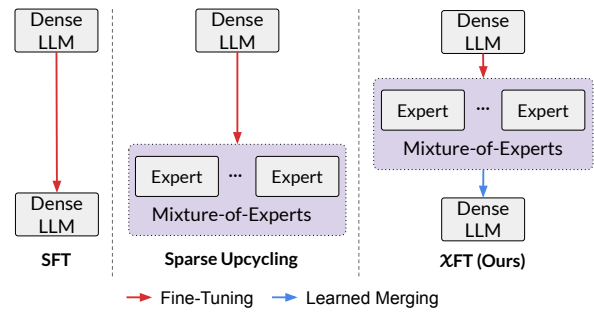 Dense
LLM
Dense
LLM
SFT
Dense
LLM
Expert ... Expert
Mixture-of-Experts
Sparse Upcycling
Dense
LLM
Expert ... Expert
Mixture-of-Experts
Dense
LLM
𝒳FT (Ours)
Fine-Tuning
Learned Merging